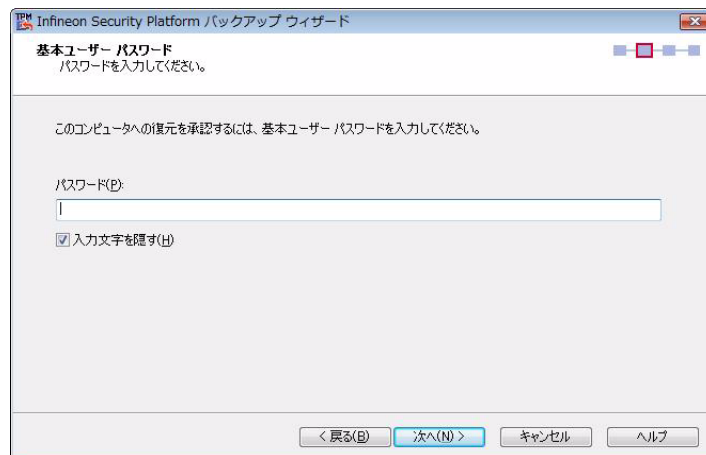 TPM
Infineon Security Platform バックアップ ウィザード
基本ユーザー パスワード
パスワードを入力してください。
このコンピュータへの復元を承認するには、基本ユーザー パスワードを入力してください。
パスワード(P):
入力文字を隠す(H)
< 戻る(B) 次へ(N) > キャンセル ヘルプ